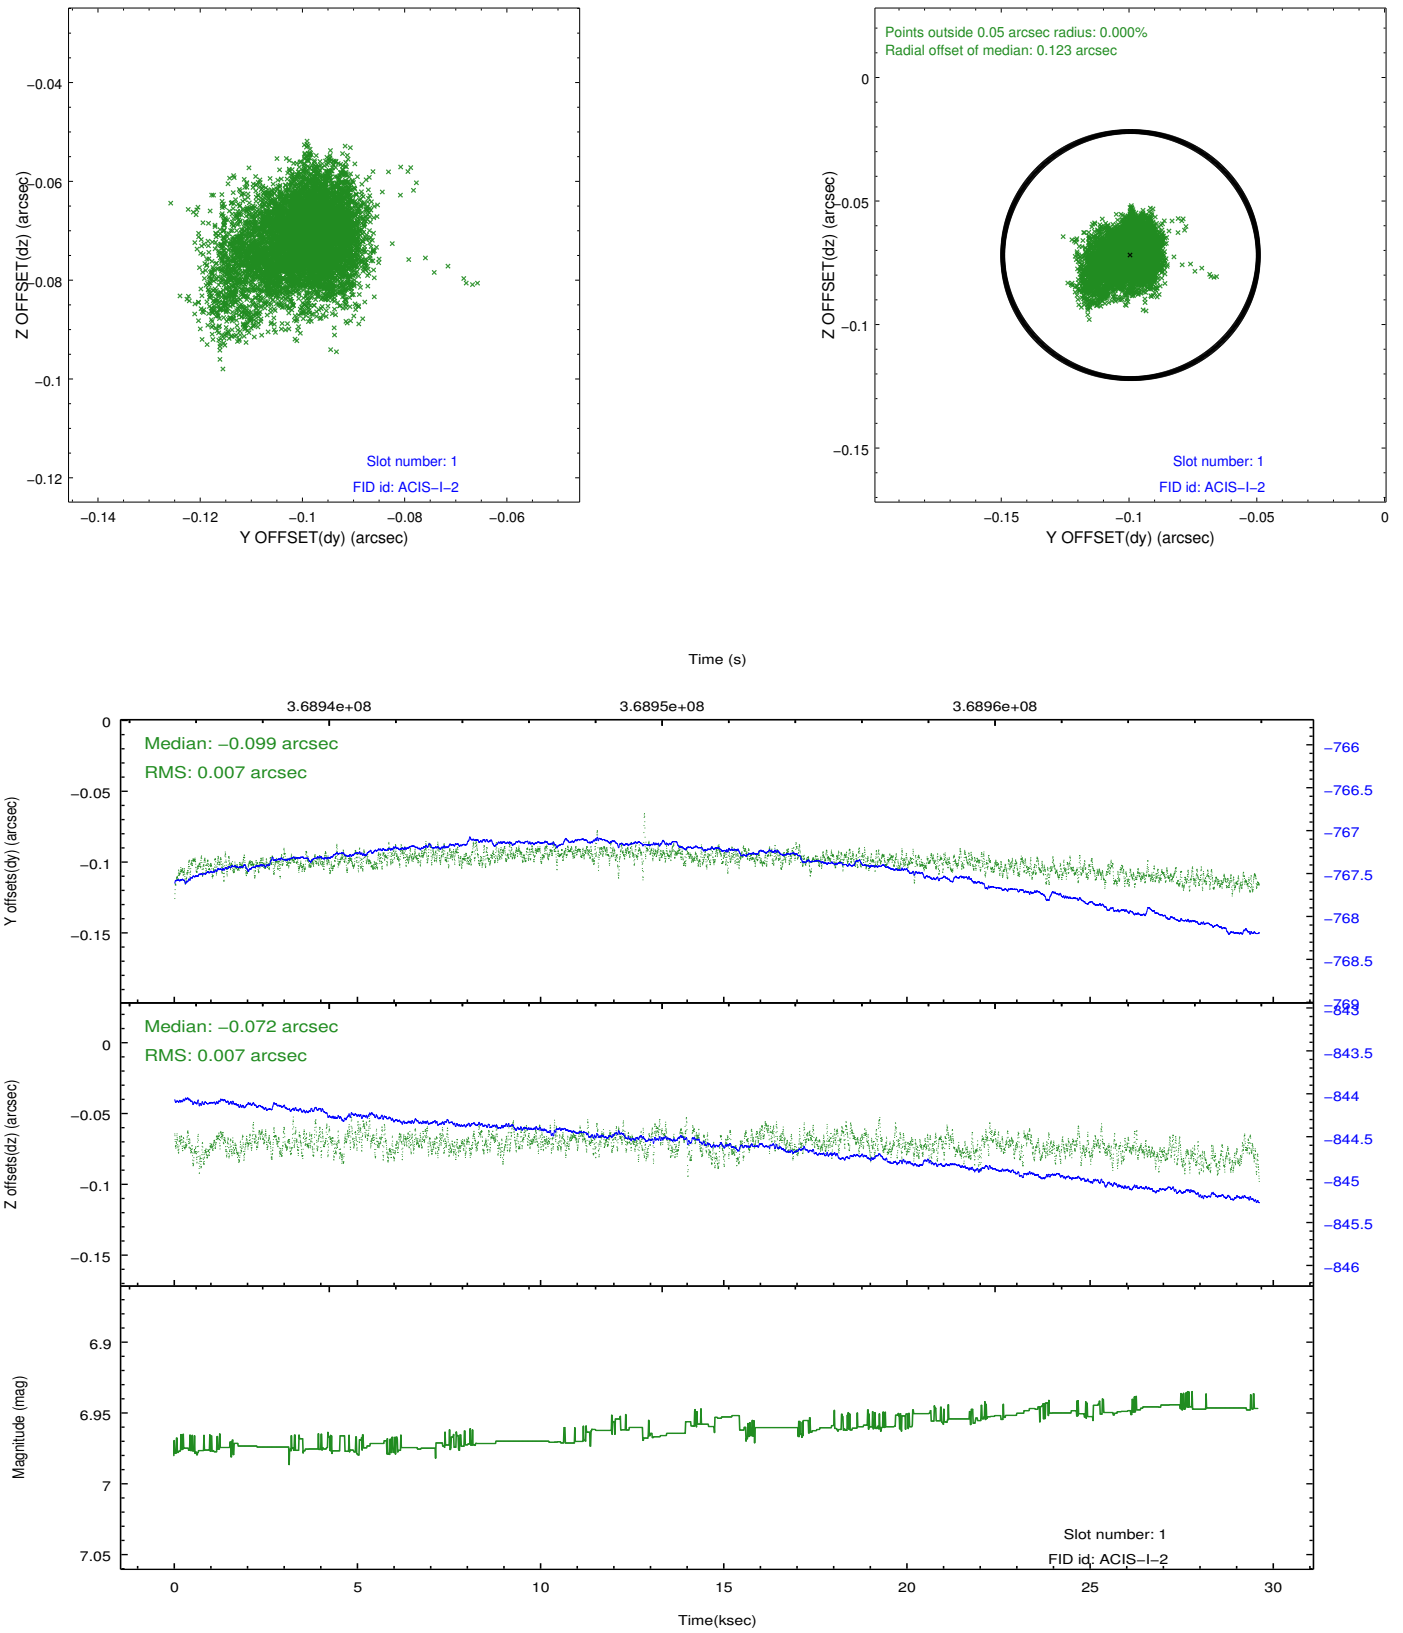 −0.04
−0.06
−0.08
−0.1
−0.12
Z OFFSET(dz) (arcsec)
Slot number: 1
FID id: ACIS−I−2
−0.14
−0.12
−0.1
−0.08
−0.06
Y OFFSET(dy) (arcsec)
Points outside 0.05 arcsec radius: 0.000%
Radial offset of median: 0.123 arcsec
0
−0.05
−0.1
−0.15
Z OFFSET(dz) (arcsec)
Slot number: 1
FID id: ACIS−I−2
−0.15
−0.1
−0.05
0
Y OFFSET(dy) (arcsec)
Time (s)
3.6894e+08
3.6895e+08
3.6896e+08
Median: −0.099 arcsec
RMS: 0.007 arcsec
0
−0.05
−0.1
−0.15
Y offsets(dy) (arcsec)
−766
−766.5
−767
−767.5
−768
−768.5
−769
Median: −0.072 arcsec
RMS: 0.007 arcsec
0
−0.05
−0.1
−0.15
Z offsets(dz) (arcsec)
−843
−843.5
−844
−844.5
−845
−845.5
−846
6.9
6.95
7
7.05
Magnitude (mag)
Slot number: 1
FID id: ACIS−I−2
0
5
10
15
20
25
30
Time(ksec)